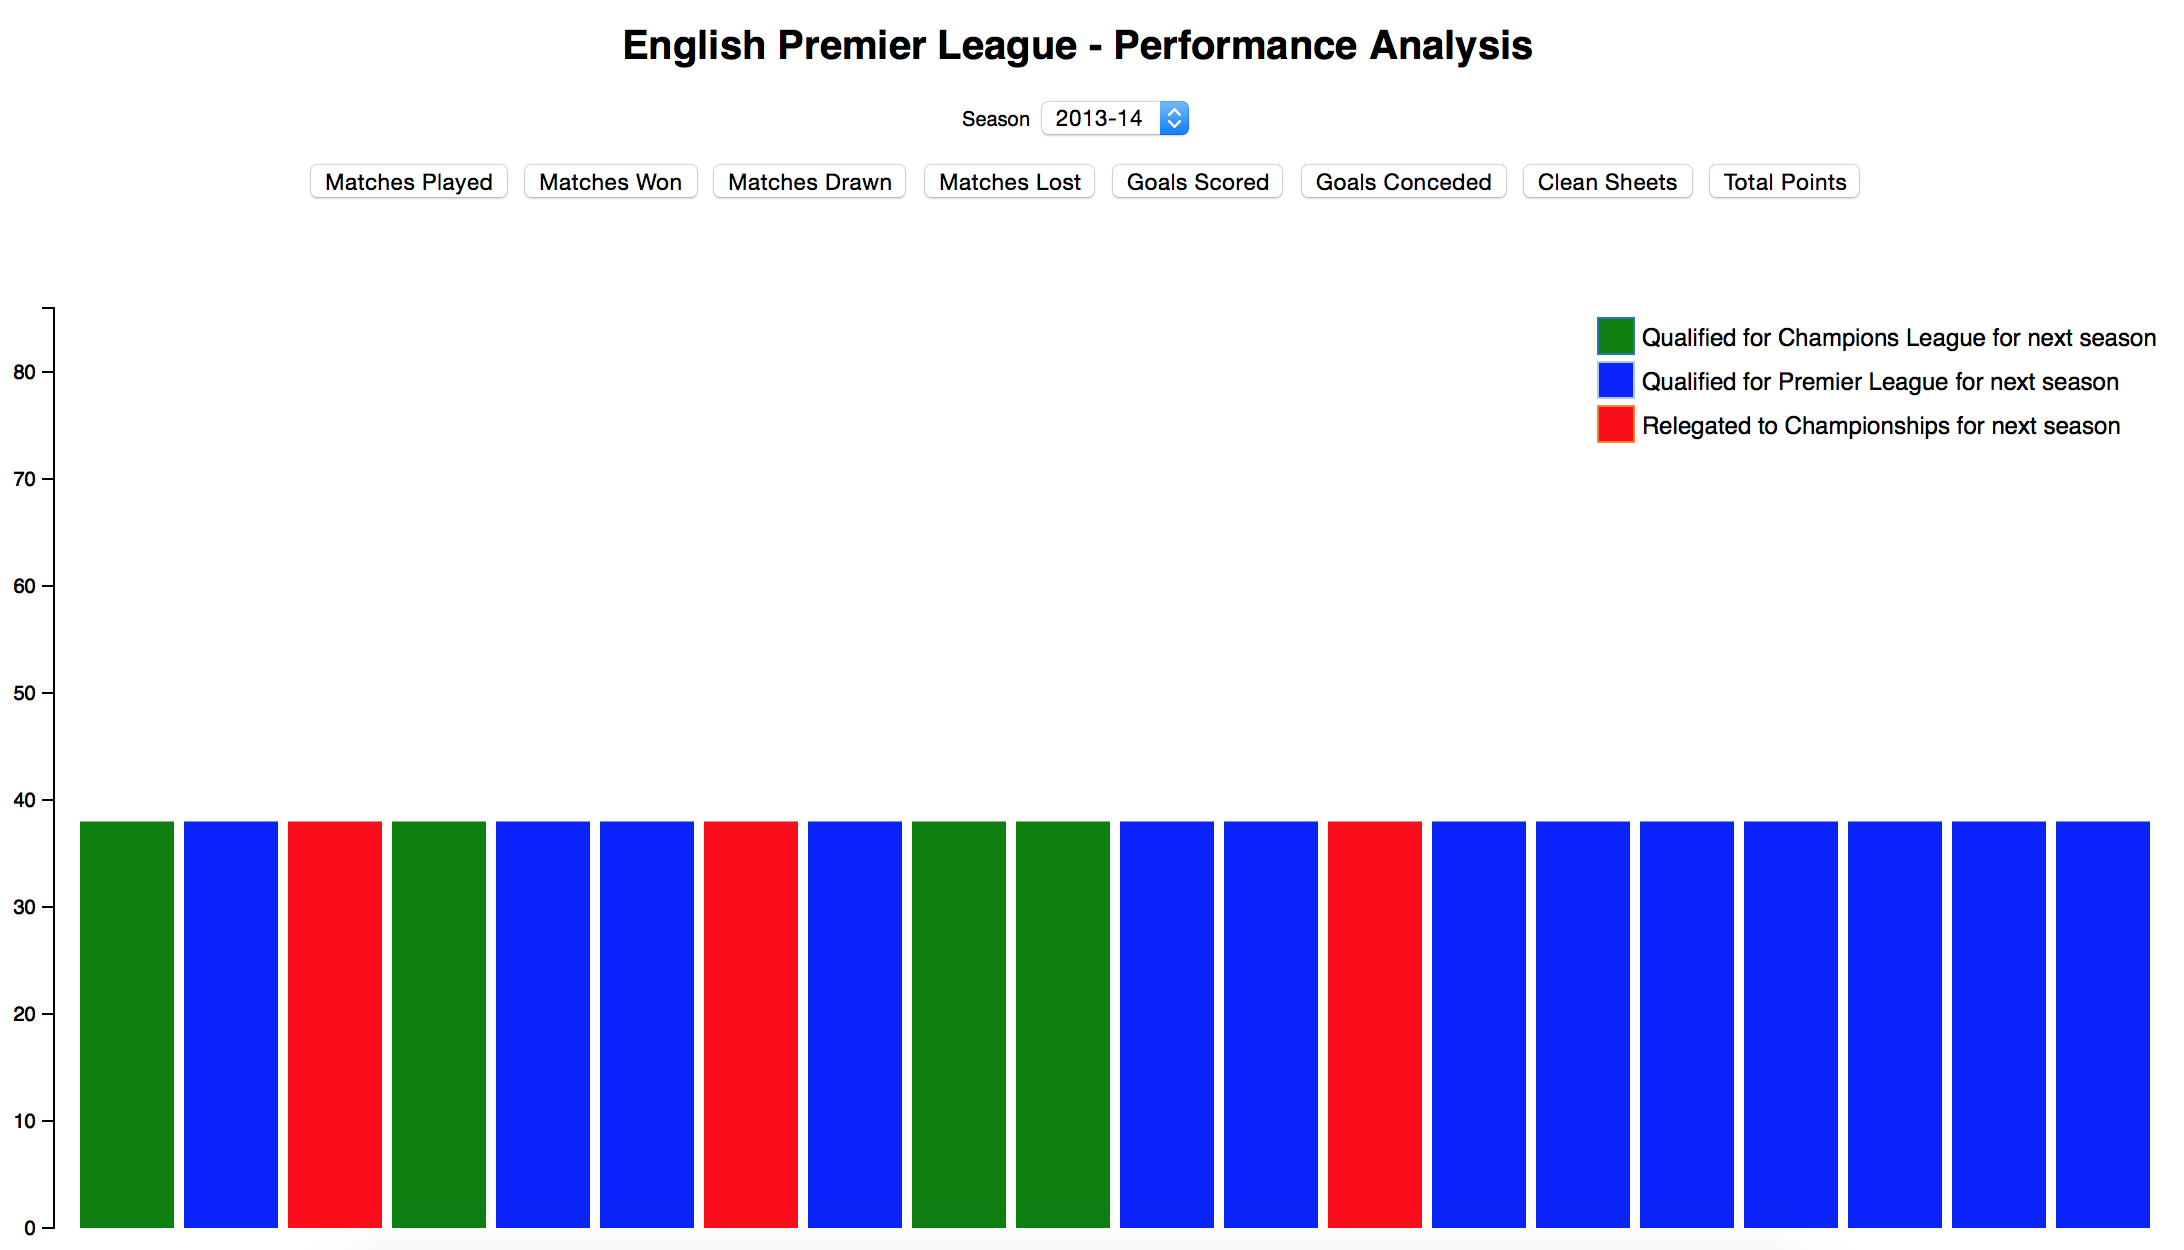 English Premier League - Performance Analysis
Season 2013-14
Matches Played Matches Won Matches Drawn Matches Lost Goals Scored Goals Conceded Clean Sheets Total Points
Qualified for Champions League for next season
Qualified for Premier League for next season
Relegated to Championships for next season
80
70
60
50
40
30
20
10
0